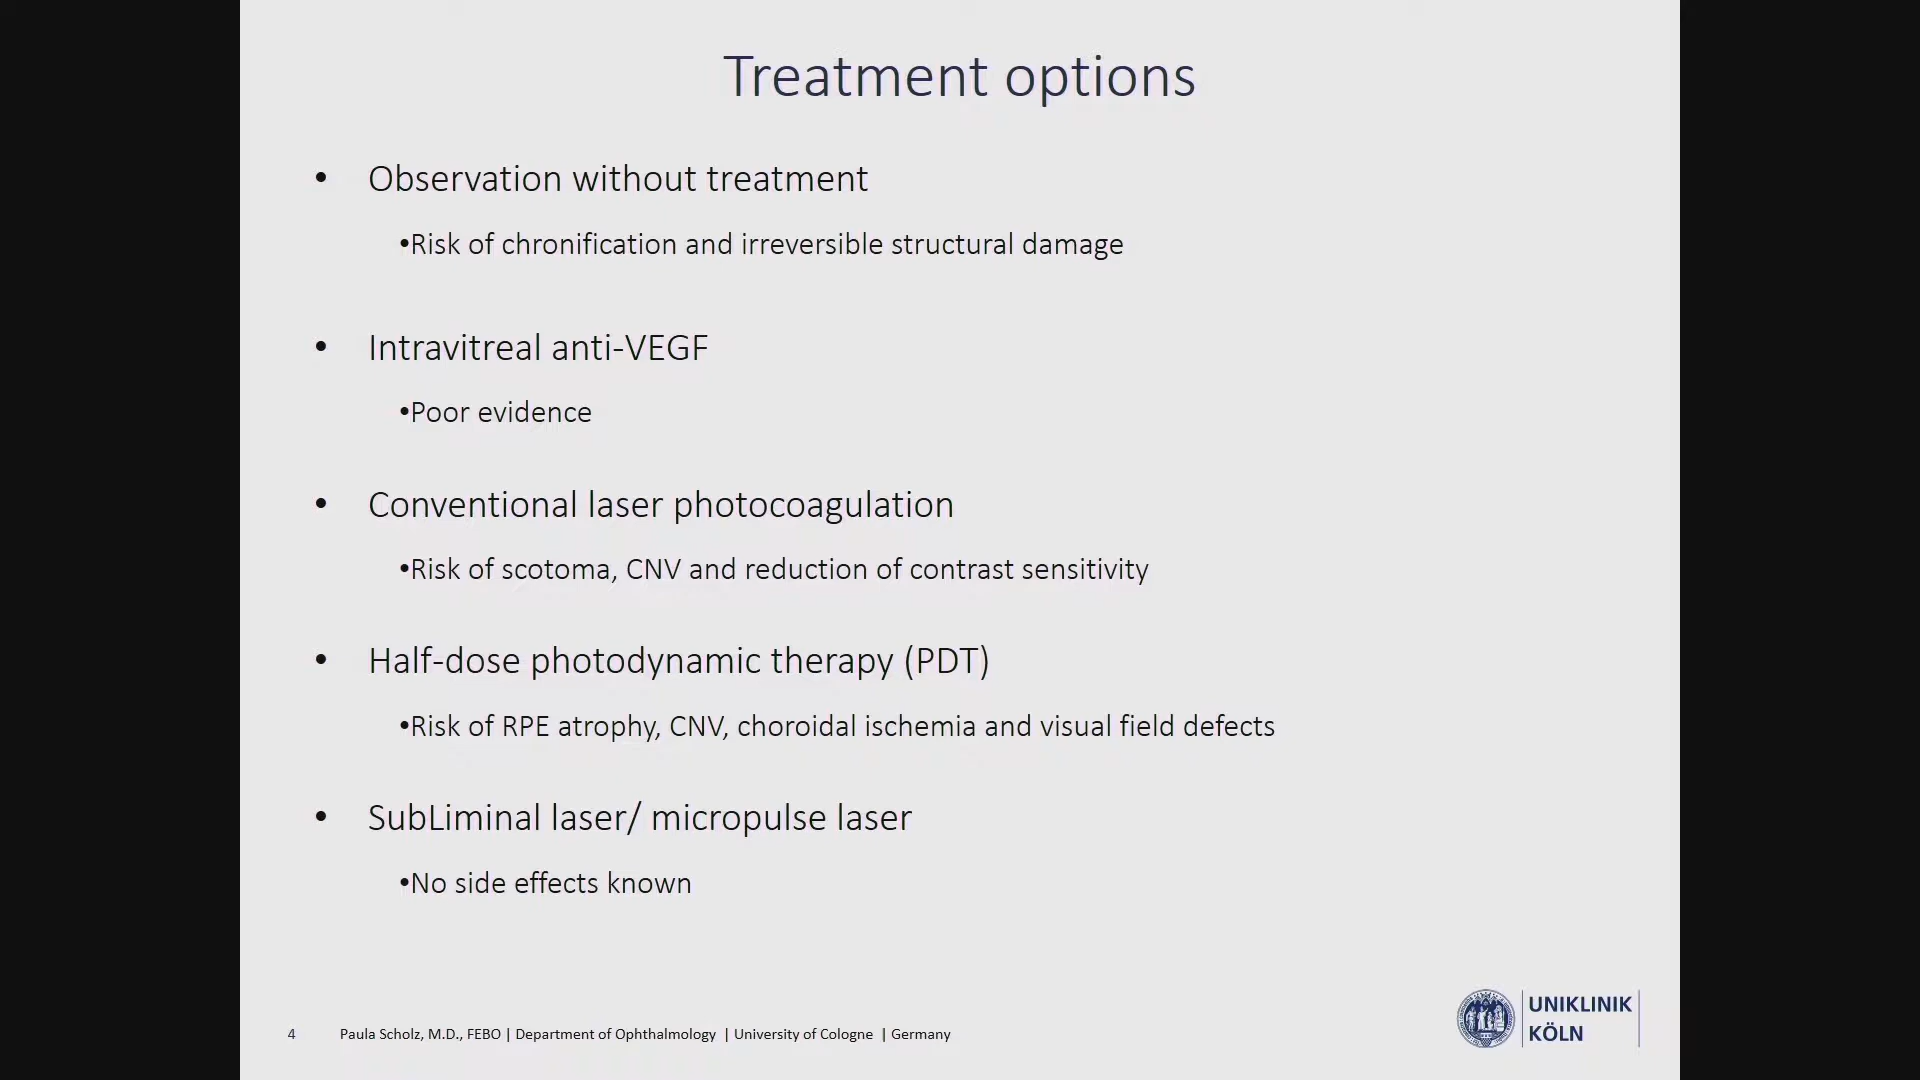 Treatment options
• Observation without treatment
•Risk of chronification and irreversible structural damage
• Intravitreal anti-VEGF
•Poor evidence
• Conventional laser photocoagulation
•Risk of scotoma, CNV and reduction of contrast sensitivity
• Half-dose photodynamic therapy (PDT)
•Risk of RPE atrophy, CNV, choroidal ischemia and visual field defects
• SubLiminal laser/ micropulse laser
•No side effects known
4 Paula Scholz, M.D., FEBO | Department of Ophthalmology | University of Cologne | Germany
UNIKLINIK
KÖLN